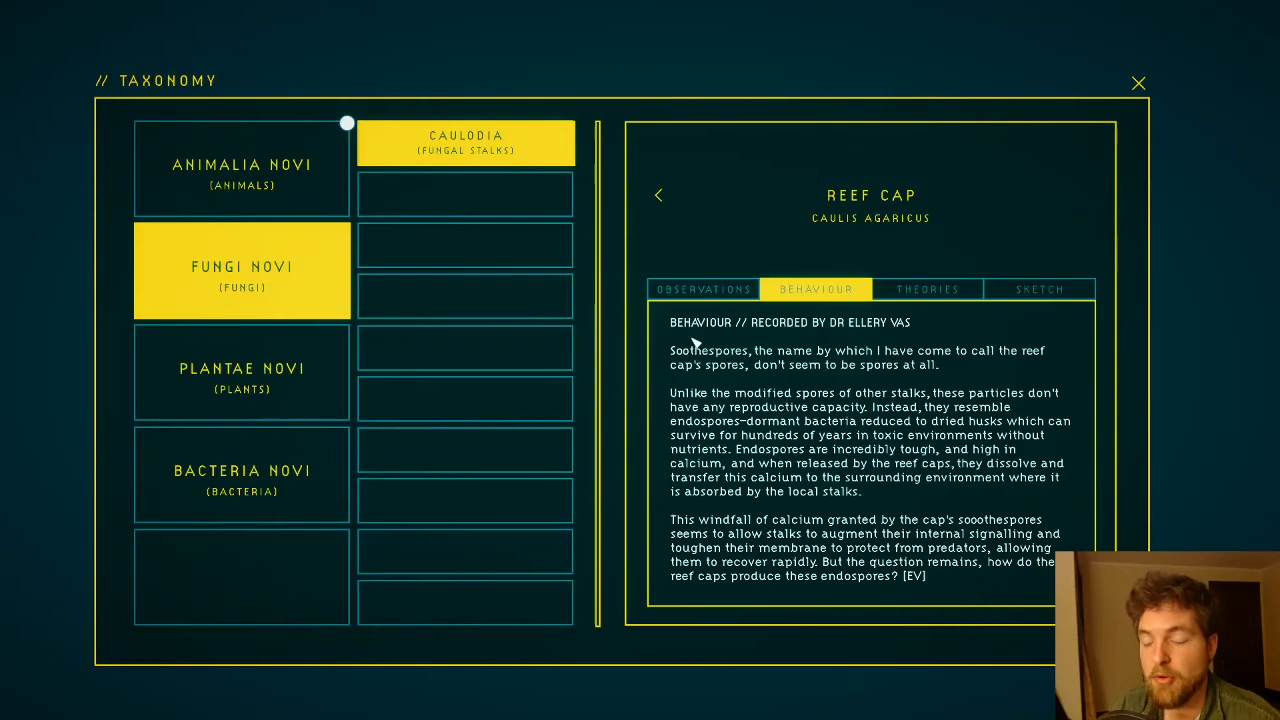 // TAXONOMY
ANIMALIA NOVI
(ANIMALS)
FUNGI NOVI
(FUNGI)
PLANTAE NOVI
(PLANTS)
BACTERIA NOVI
(BACTERIA)
CAULODIA
(FUNGAL STALKS)
REEF CAP
CAULIS AGARICUS
OBSERVATIONS
BEHAVIOUR
THEORIES
SKETCH
BEHAVIOUR // RECORDED BY DR ELLERY VAS
Soothespores, the name by which I have come to call the reef
cap's spores, don't seem to be spores at all.
Unlike the modified spores of other stalks, these particles don't
have any reproductive capacity. Instead, they resemble
endospores–dormant bacteria reduced to dried husks which can
survive for hundreds of years in toxic environments without
nutrients. Endospores are incredibly tough, and high in
calcium, and when released by the reef caps, they dissolve and
transfer this calcium to the surrounding environment where it
is absorbed by the local stalks.
This windfall of calcium granted by the cap's sooothespores
seems to allow stalks to augment their internal signalling and
toughen their membrane to protect from predators, allowing
them to recover rapidly. But the question remains, how do the
reef caps produce these endospores? [EV]